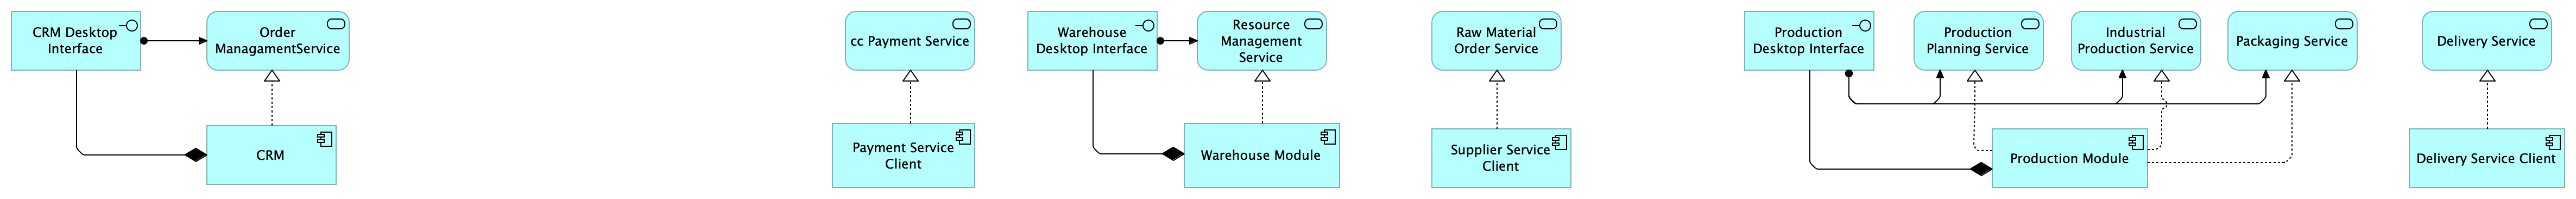 CRM Desktop
Interface
Order
ManagamentService
cc Payment Service
Warehouse
Desktop Interface
Resource
Management
Service
Raw Material
Order Service
Production
Desktop Interface
Production
Planning Service
Industrial
Production Service
Packaging Service
Delivery Service
CRM
Payment Service
Client
Warehouse Module
Supplier Service
Client
Production Module
Delivery Service Client